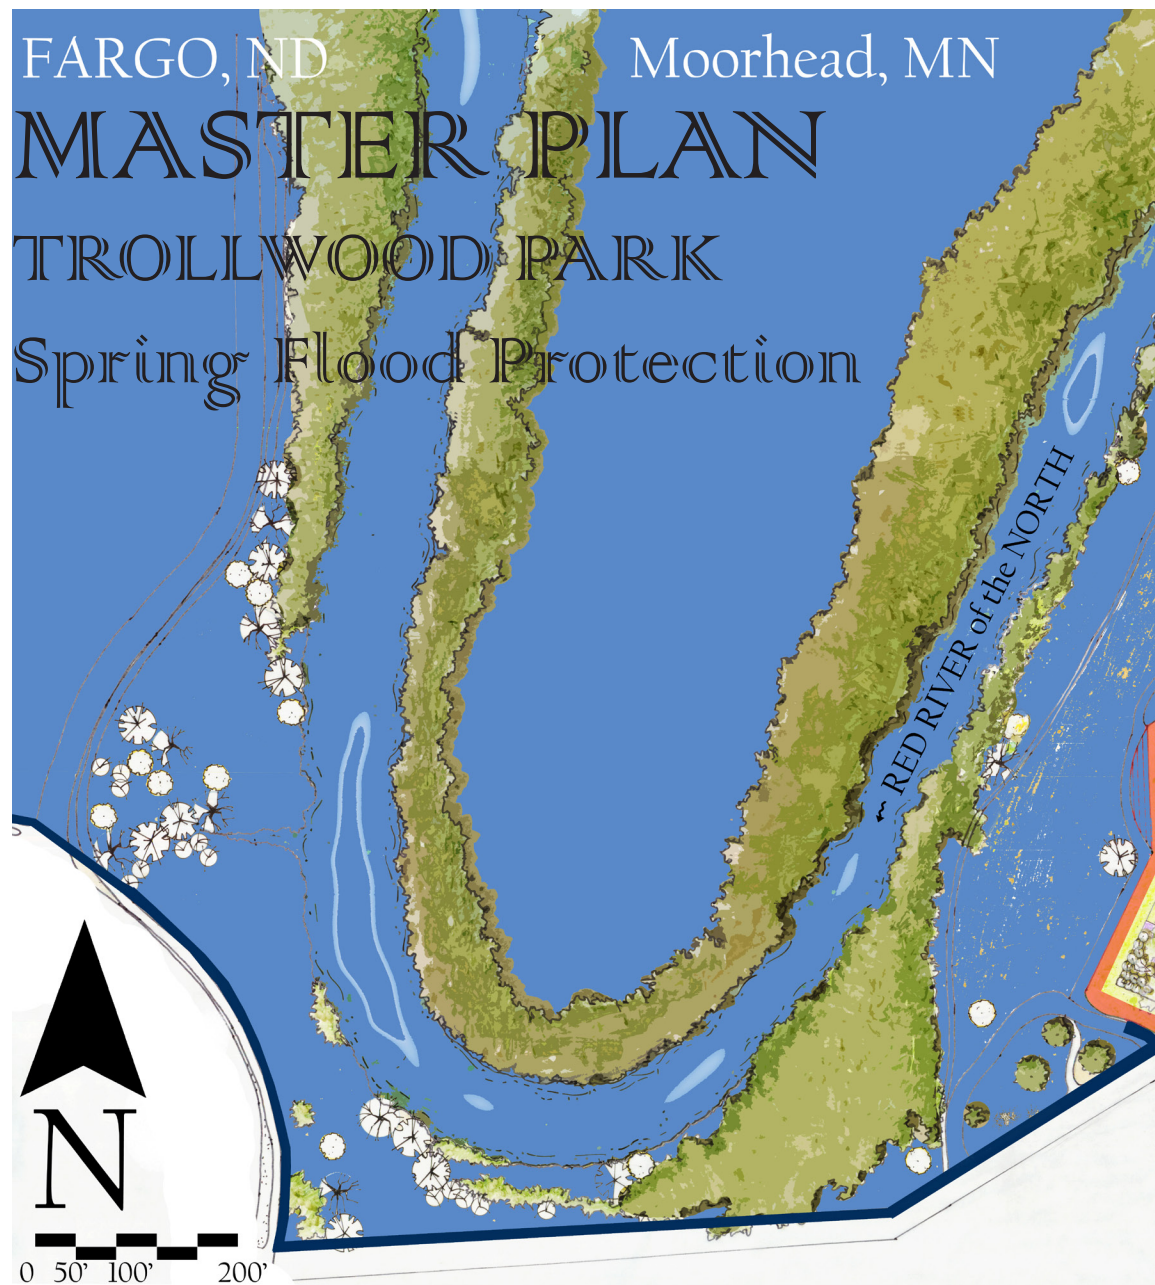 FARGO, ND
Moorhead, MN
MASTER PLAN
TROLLWOOD PARK
Spring Flood Protection
RED RIVER of the NORTH
N
0 50' 100' 200'